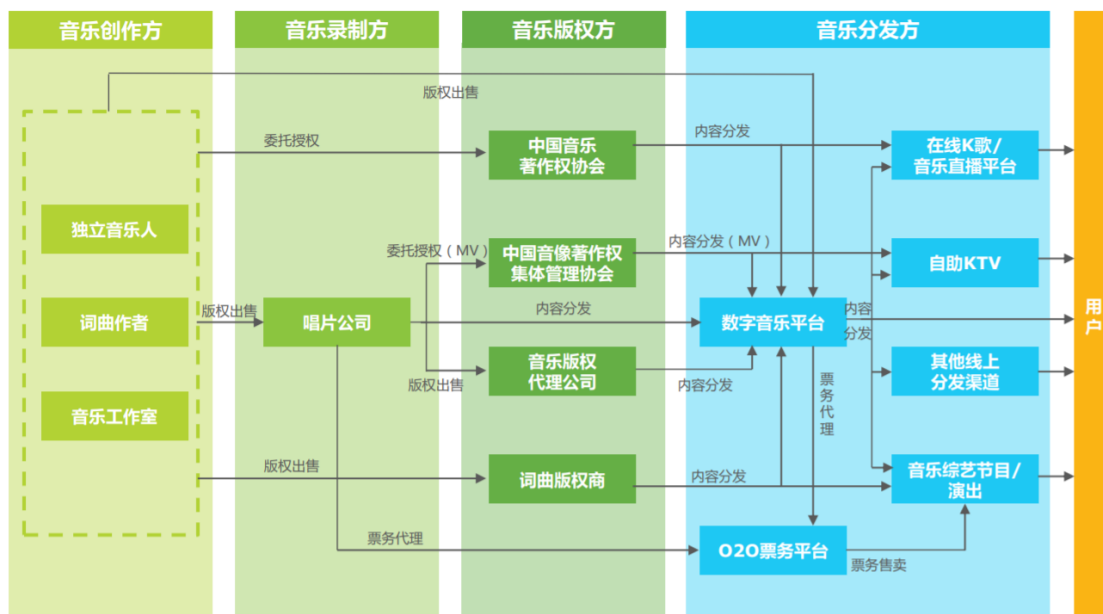 音乐创作方
音乐录制方
音乐版权方
音乐分发方
版权出售
委托授权
中国音乐
著作权协会
内容分发
在线K歌/
音乐直播平台
独立音乐人
委托授权（MV）
中国音像著作权
集体管理协会
内容分发（MV）
自助KTV
词曲作者
版权出售
唱片公司
内容分发
数字音乐平台
内容
分发
用
户
版权出售
音乐版权
代理公司
内容分发
票
务
代
理
其他线上
分发渠道
音乐工作室
版权出售
词曲版权商
内容分发
音乐综艺节目/
演出
票务代理
O2O票务平台
票务售卖